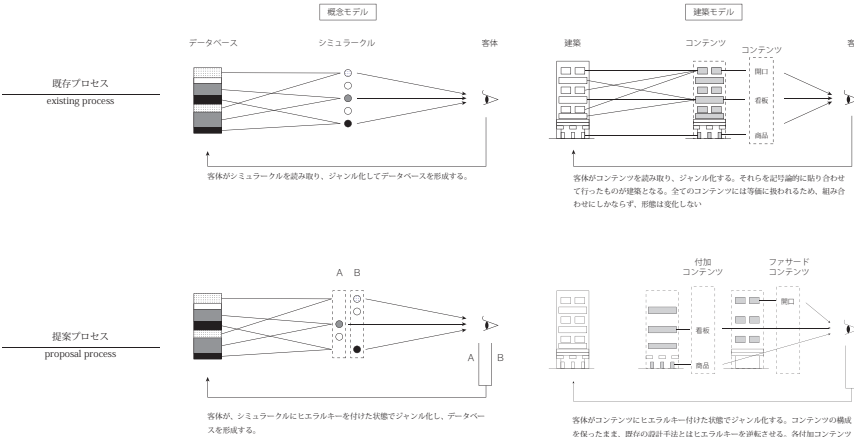 概念モデル
建築モデル
データベース
シミュラークル
客体
建築
コンテンツ
コンテンツ
客
既存プロセス
existing process
開口
看板
商品
客体がシミュラークルを読み取り、ジャンル化してデータベースを形成する。
客体がコンテンツを読み取り、ジャンル化する。それらを記号論的に貼り合わせ
て行ったものが建築となる。全てのコンテンツには等価に扱われるため、組み合
わせにしかならず、形態は変化しない
A B
付加
コンテンツ
ファサード
コンテンツ
開口
看板
商品
提案プロセス
proposal process
A B
客体が、シミュラークルにヒエラルキーを付けた状態でジャンル化し、データベー
スを形成する。
客体がコンテンツにヒエラルキー付けた状態でジャンル化する。コンテンツの構成
を保ったまま、既存の設計手法とはヒエラルキーを逆転させる。各付加コンテンツ